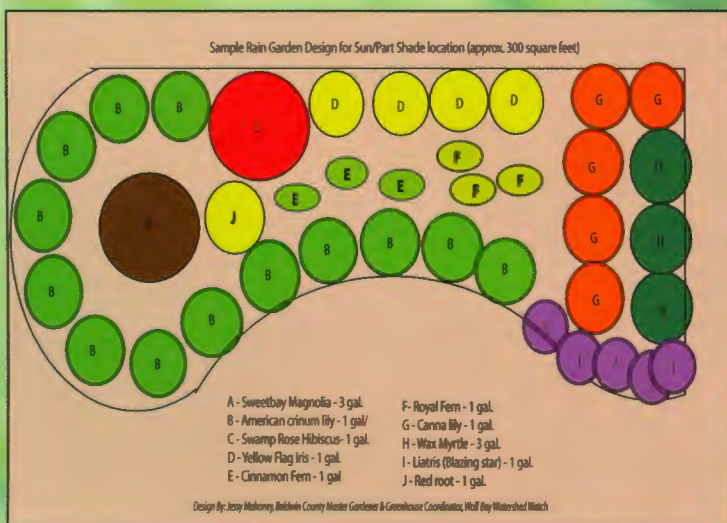 Sample Rain Garden Design for Sun/Part Shade location (approx. 300 square feet)
B B D D D D G G
B F G
E E F F
B J E
B B B B G H
B B B G
B B B
I I I
A - Sweetbay Magnolia - 3 gal.
B - American crinum lily - 1 gal/
C - Swamp Rose Hibiscus- 1 gal.
D - Yellow Flag Iris - 1 gal.
E - Cinnamon Fern - 1 gal
F- Royal Fern - 1 gal.
G - Canna lily - 1 gal.
H - Wax Myrtle - 3 gal.
I - Liatris (Blazing star) - 1 gal.
J - Red root - 1 gal.
Design By: Jessy Mahoney, Baldwin County Master Gardener & Greenhouse Coordinator, Wolf Bay Watershed Watch